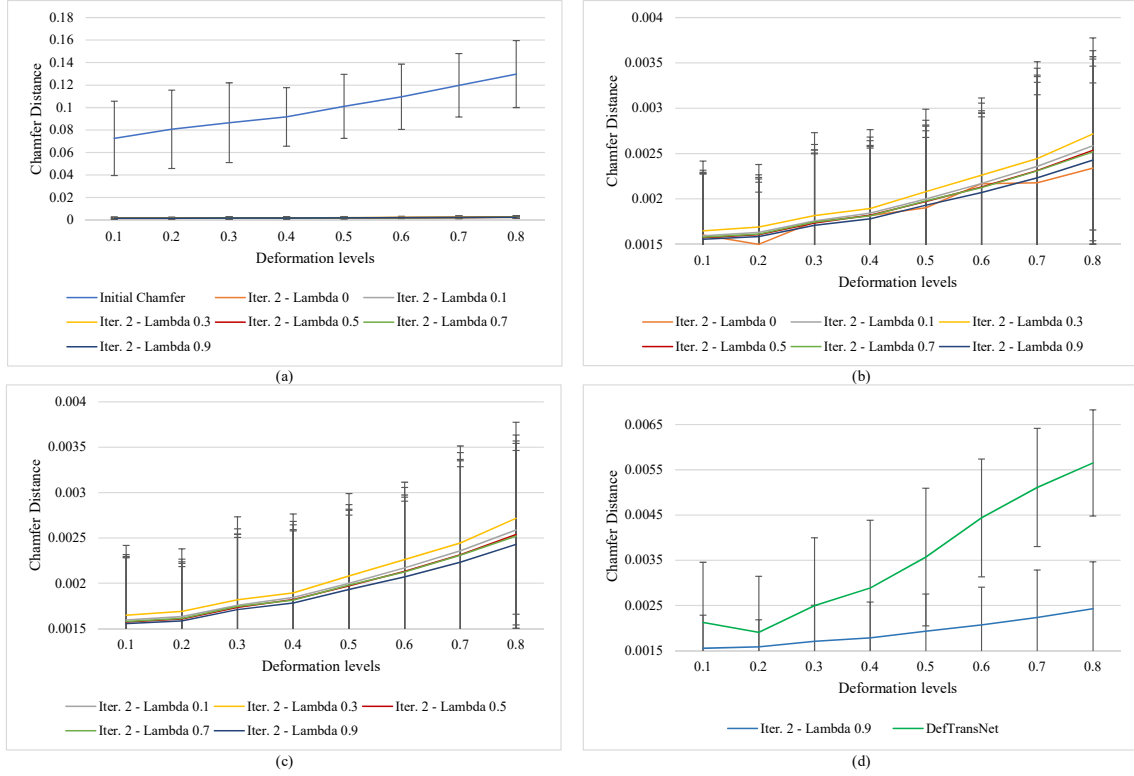 0.18
0.16
0.14
0.12
0.1
0.08
0.06
0.04
0.02
0
Chamfer Distance
0.1 0.2 0.3 0.4 0.5 0.6 0.7 0.8
Deformation levels
Initial Chamfer Iter. 2 - Lambda 0 Iter. 2 - Lambda 0.1
Iter. 2 - Lambda 0.3 Iter. 2 - Lambda 0.5 Iter. 2 - Lambda 0.7
Iter. 2 - Lambda 0.9
(a)
0.004
0.0035
0.003
0.0025
0.002
0.0015
Chamfer Distance
0.1 0.2 0.3 0.4 0.5 0.6 0.7 0.8
Deformation levels
Iter. 2 - Lambda 0 Iter. 2 - Lambda 0.1 Iter. 2 - Lambda 0.3
Iter. 2 - Lambda 0.5 Iter. 2 - Lambda 0.7 Iter. 2 - Lambda 0.9
(b)
0.004
0.0035
0.003
0.0025
0.002
0.0015
Chamfer Distance
0.1 0.2 0.3 0.4 0.5 0.6 0.7 0.8
Deformation levels
Iter. 2 - Lambda 0.1 Iter. 2 - Lambda 0.3 Iter. 2 - Lambda 0.5
Iter. 2 - Lambda 0.7 Iter. 2 - Lambda 0.9
(c)
0.0065
0.0055
0.0045
0.0035
0.0025
0.0015
Chamfer Distance
0.1 0.2 0.3 0.4 0.5 0.6 0.7 0.8
Deformation levels
Iter. 2 - Lambda 0.9 DefTransNet
(d)